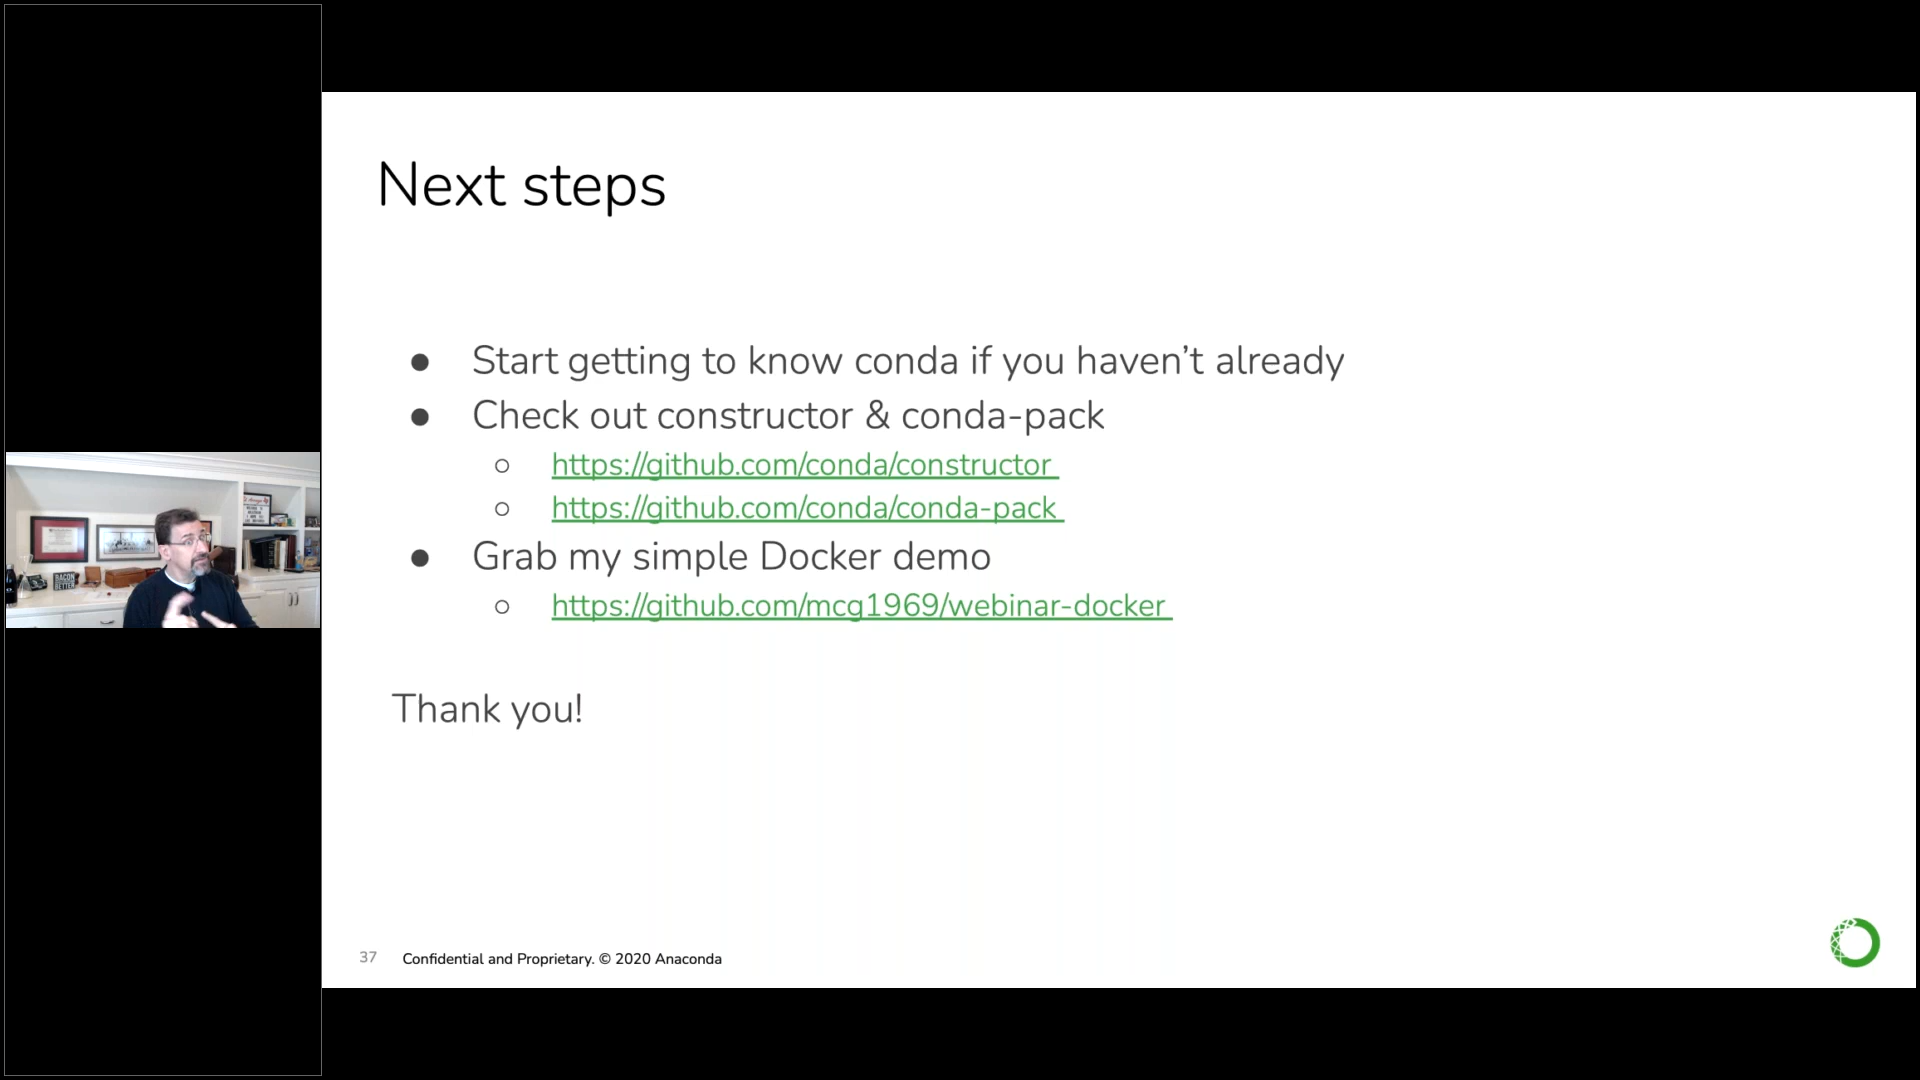 Next steps
● Start getting to know conda if you haven’t already
● Check out constructor & conda-pack
○ https://github.com/conda/constructor
○ https://github.com/conda/conda-pack
● Grab my simple Docker demo
○ https://github.com/mcg1969/webinar-docker
Thank you!
37 Confidential and Proprietary. © 2020 Anaconda
BACON
BETTER